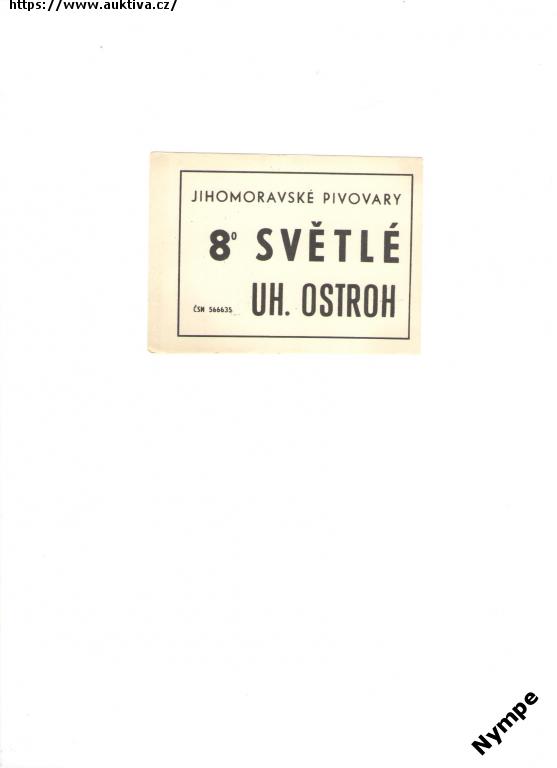 https://www.auktiva.cz/
JIHOMORAVSKÉ PIVOVARY
8° SVĚTLÉ
ČSN 566635 UH. OSTROH
Nympe